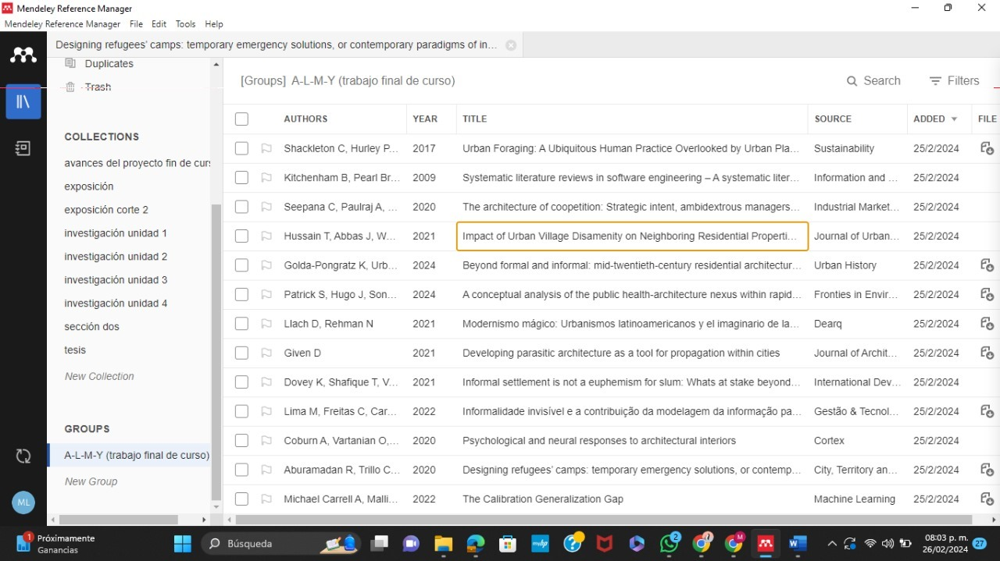 Mendeley Reference Manager
Mendeley Reference Manager File Edit Tools Help
Designing refugees' camps: temporary emergency solutions, or contemporary paradigms of in...
Duplicates
Trash
[Groups] A-L-M-Y (trabajo final de curso)
Search
Filters
COLLECTIONS
avances del proyecto fin de cur
exposición
exposición corte 2
investigación unidad 1
investigación unidad 2
investigación unidad 3
investigación unidad 4
sección dos
tesis
New Collection
GROUPS
A-L-M-Y (trabajo final de curso)
New Group
ML
AUTHORS YEAR TITLE SOURCE ADDED FILE
Shackleton C, Hurley P... 2017 Urban Foraging: A Ubiquitous Human Practice Overlooked by Urban Pla... Sustainability 25/2/2024
Kitchenham B, Pearl Br... 2009 Systematic literature reviews in software engineering – A systematic liter... Information and ... 25/2/2024
Seepana C, Paulraj A, ... 2020 The architecture of coopetition: Strategic intent, ambidextrous managers... Industrial Market... 25/2/2024
Hussain T, Abbas J, W... 2021 Impact of Urban Village Disamenity on Neighboring Residential Properti... Journal of Urban... 25/2/2024
Golda-Pongratz K, Urb... 2024 Beyond formal and informal: mid-twentieth-century residential architectur... Urban History 25/2/2024
Patrick S, Hugo J, Son... 2024 A conceptual analysis of the public health-architecture nexus within rapid... Fronties in Envir... 25/2/2024
Llach D, Rehman N 2021 Modernismo mágico: Urbanismos latinoamericanos y el imaginario de la... Dearq 25/2/2024
Given D 2021 Developing parasitic architecture as a tool for propagation within cities Journal of Archit... 25/2/2024
Dovey K, Shafique T, V... 2021 Informal settlement is not a euphemism for slum: Whats at stake beyond... International Dev... 25/2/2024
Lima M, Freitas C, Car... 2022 Informalidade invisível e a contribuição da modelagem da informação pa... Gestão & Tecnol... 25/2/2024
Coburn A, Vartanian O,... 2020 Psychological and neural responses to architectural interiors Cortex 25/2/2024
Aburamadan R, Trillo C... 2020 Designing refugees' camps: temporary emergency solutions, or contemp... City, Territory an... 25/2/2024
Michael Carrell A, Malli... 2022 The Calibration Generalization Gap Machine Learning 25/2/2024
1
Próximamente
Ganancias
Búsqueda
myhp
2
M
W
08:03 p. m.
26/02/2024
27